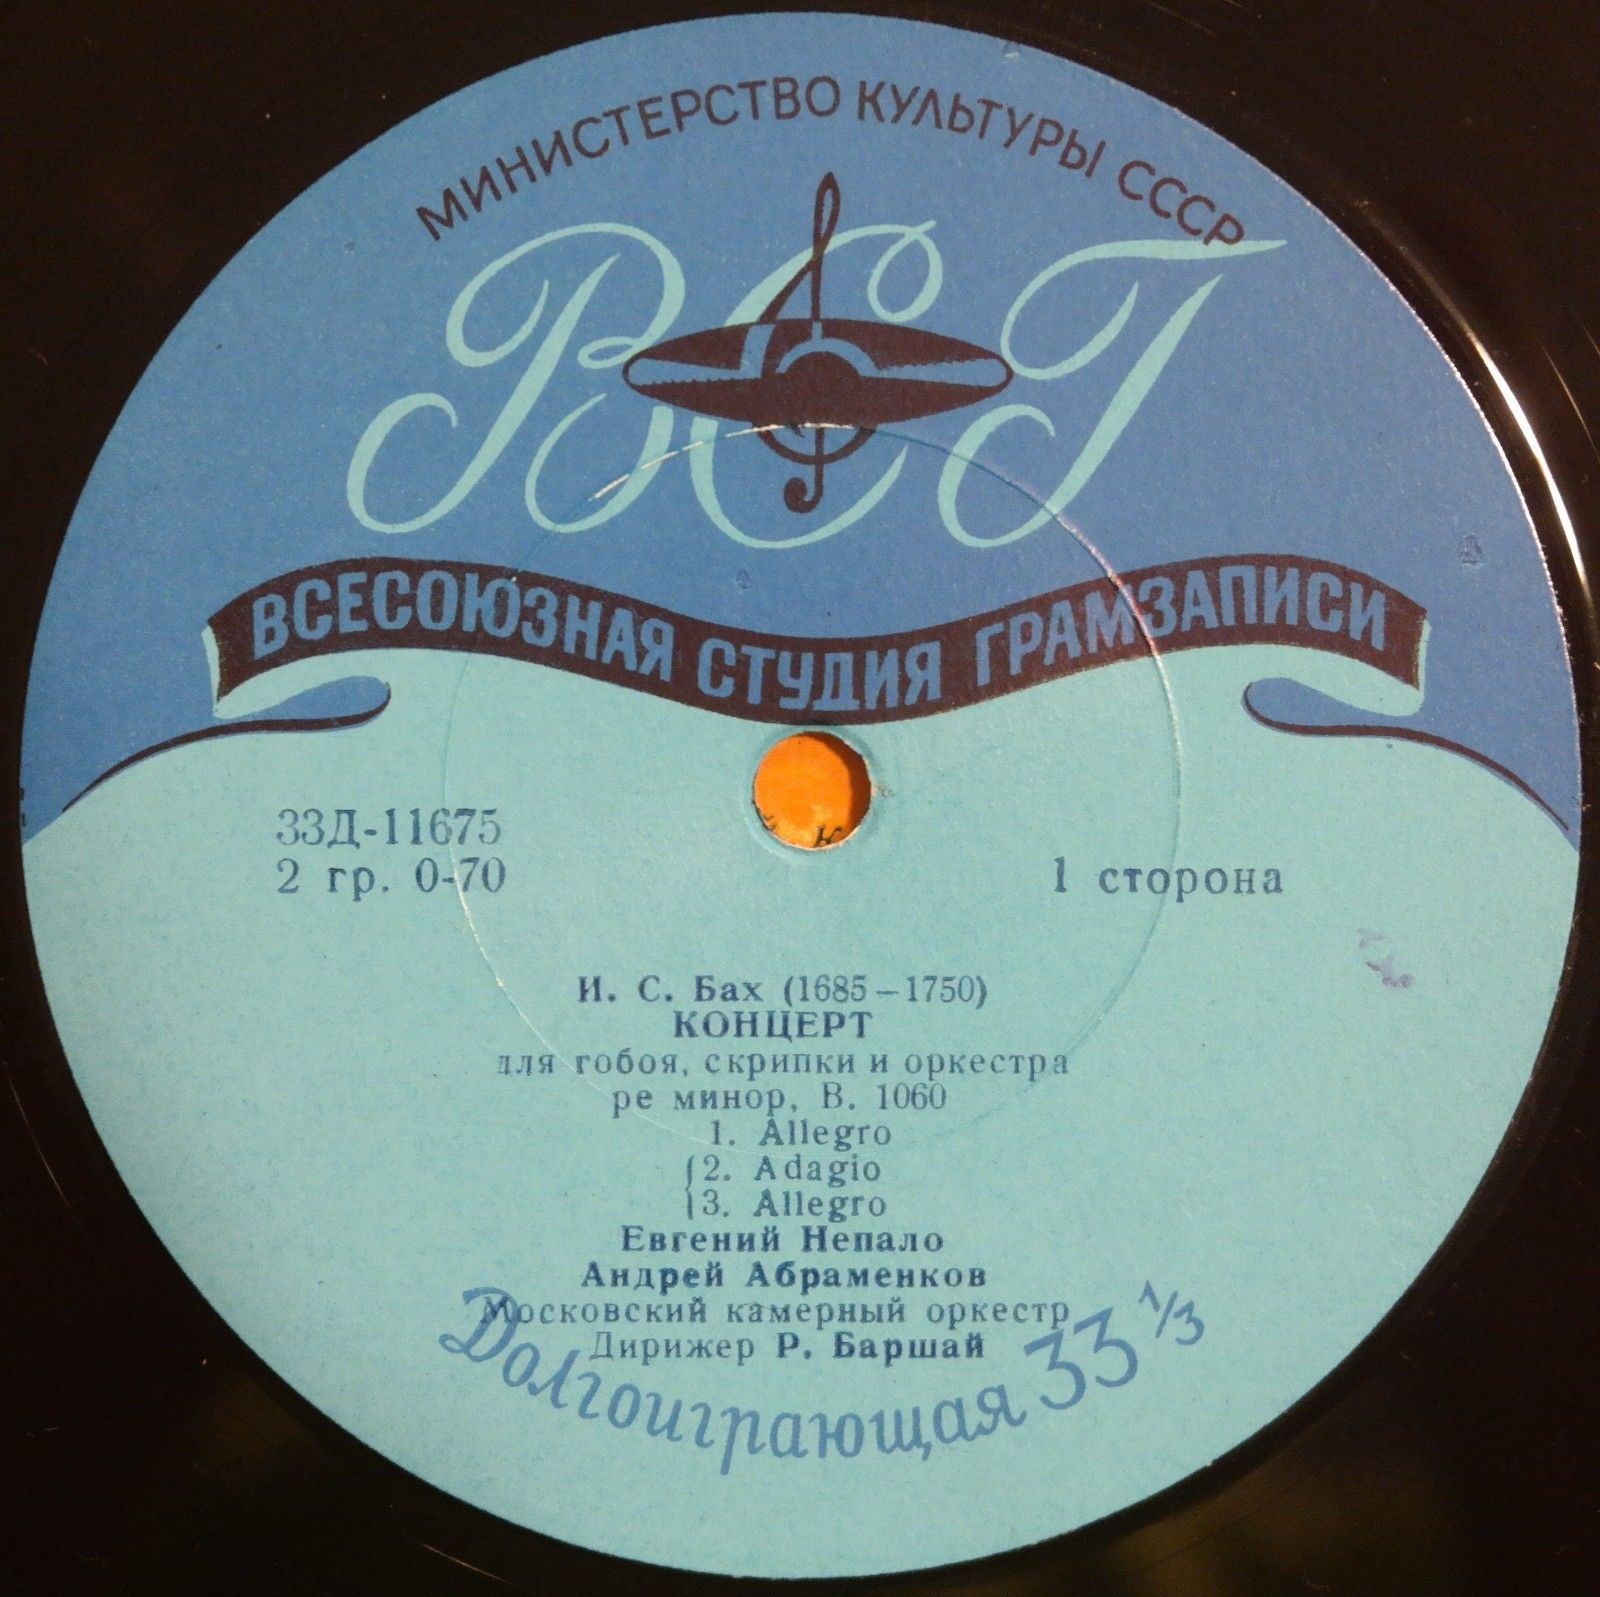 МИНИСТЕРСТВО КУЛЬТУРЫ СССР
ВСГ
ВСЕСОЮЗНАЯ СТУДИЯ ГРАМЗАПИСИ
33Д-11675
2 гр. 0-70
1 сторона
И. С. Бах (1685–1750)
КОНЦЕРТ
для гобоя, скрипки и оркестра
ре минор, В. 1060
1. Allegro
2. Adagio
3. Allegro
Евгений Непало
Андрей Абраменков
Московский камерный оркестр
Дирижер Р. Баршай
Долгоиграющая 33 1/3